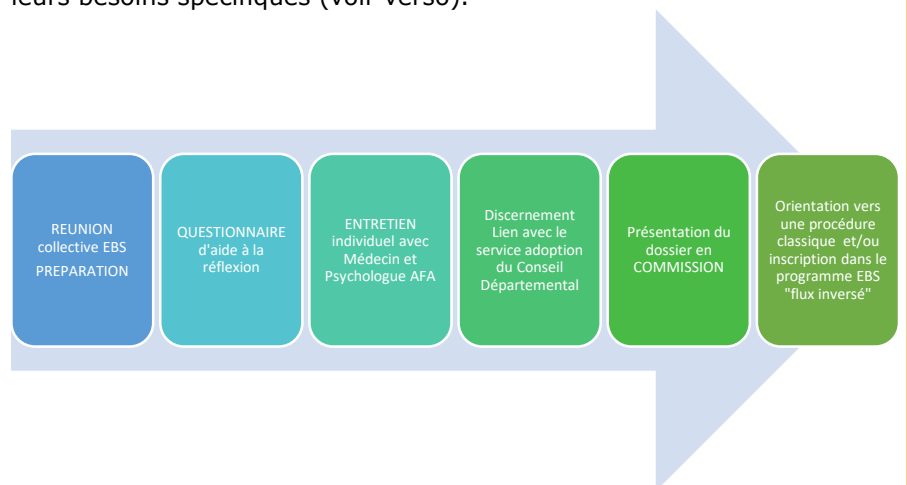 leurs besoins spécifiques (voir verso).
REUNION
collective EBS
PREPARATION
QUESTIONNAIRE
d'aide à la
réflexion
ENTRETIEN
individuel avec
Médecin et
Psychologue AFA
Discernement
Lien avec le
service adoption
du Conseil
Départemental
Présentation du
dossier en
COMMISSION
Orientation vers
une procédure
classique et/ou
inscription dans le
programme EBS
"flux inversé"